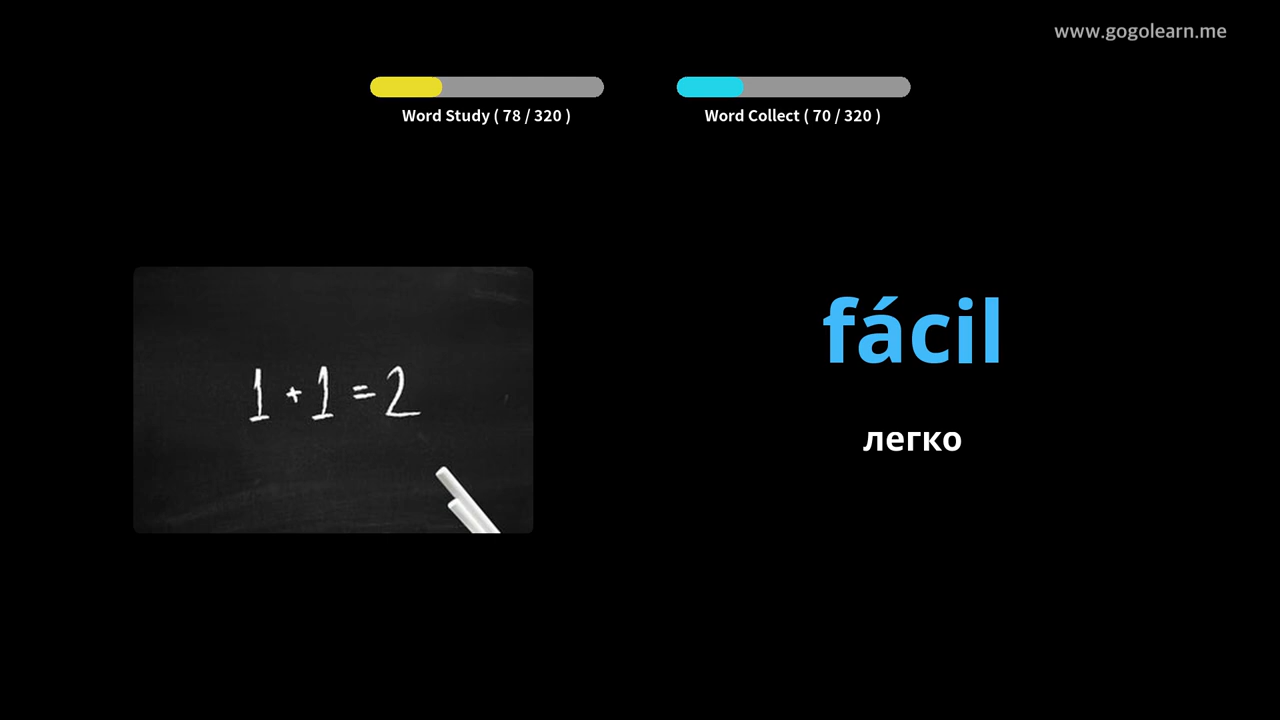 www.gogolearn.me
Word Study ( 78 / 320 )
Word Collect ( 70 / 320 )
1 + 1 = 2
fácil
легко